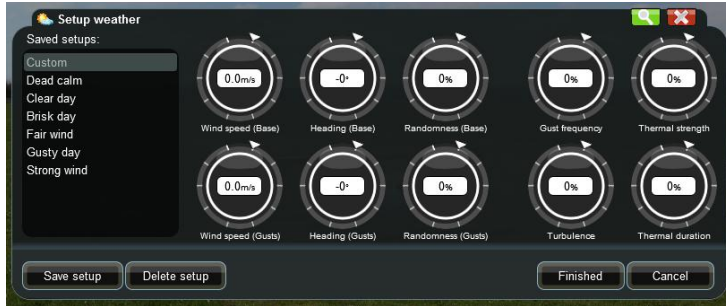 Setup weather
Saved setups:
Custom
Dead calm
Clear day
Brisk day
Fair wind
Gusty day
Strong wind
0.0m/s -0° 0% 0% 0%
Wind speed (Base) Heading (Base) Randomness (Base) Gust frequency Thermal strength
0.0m/s -0° 0% 0% 0%
Wind speed (Gusts) Heading (Gusts) Randomness (Gusts) Turbulence Thermal duration
Save setup Delete setup Finished Cancel